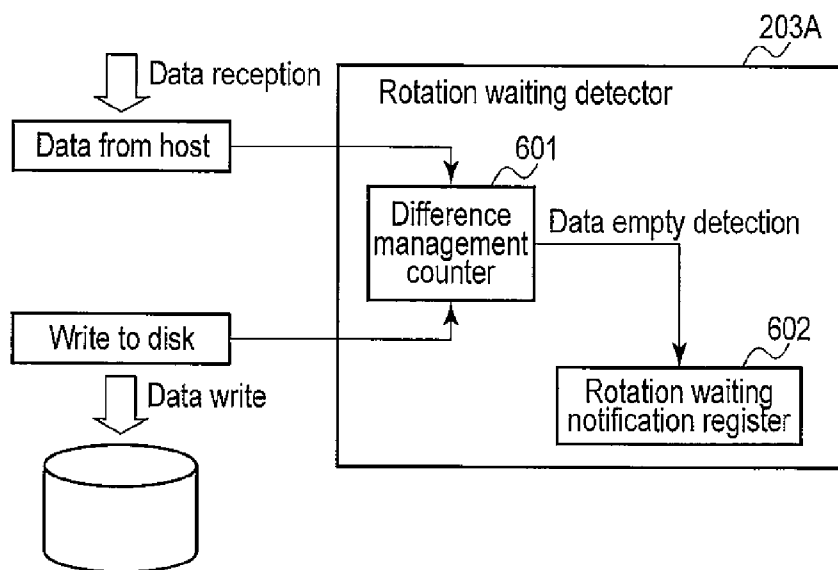 203A
Data reception
Rotation waiting detector
Data from host
601
Difference
management
counter
Data empty detection
Write to disk
602
Data write
Rotation waiting
notification register